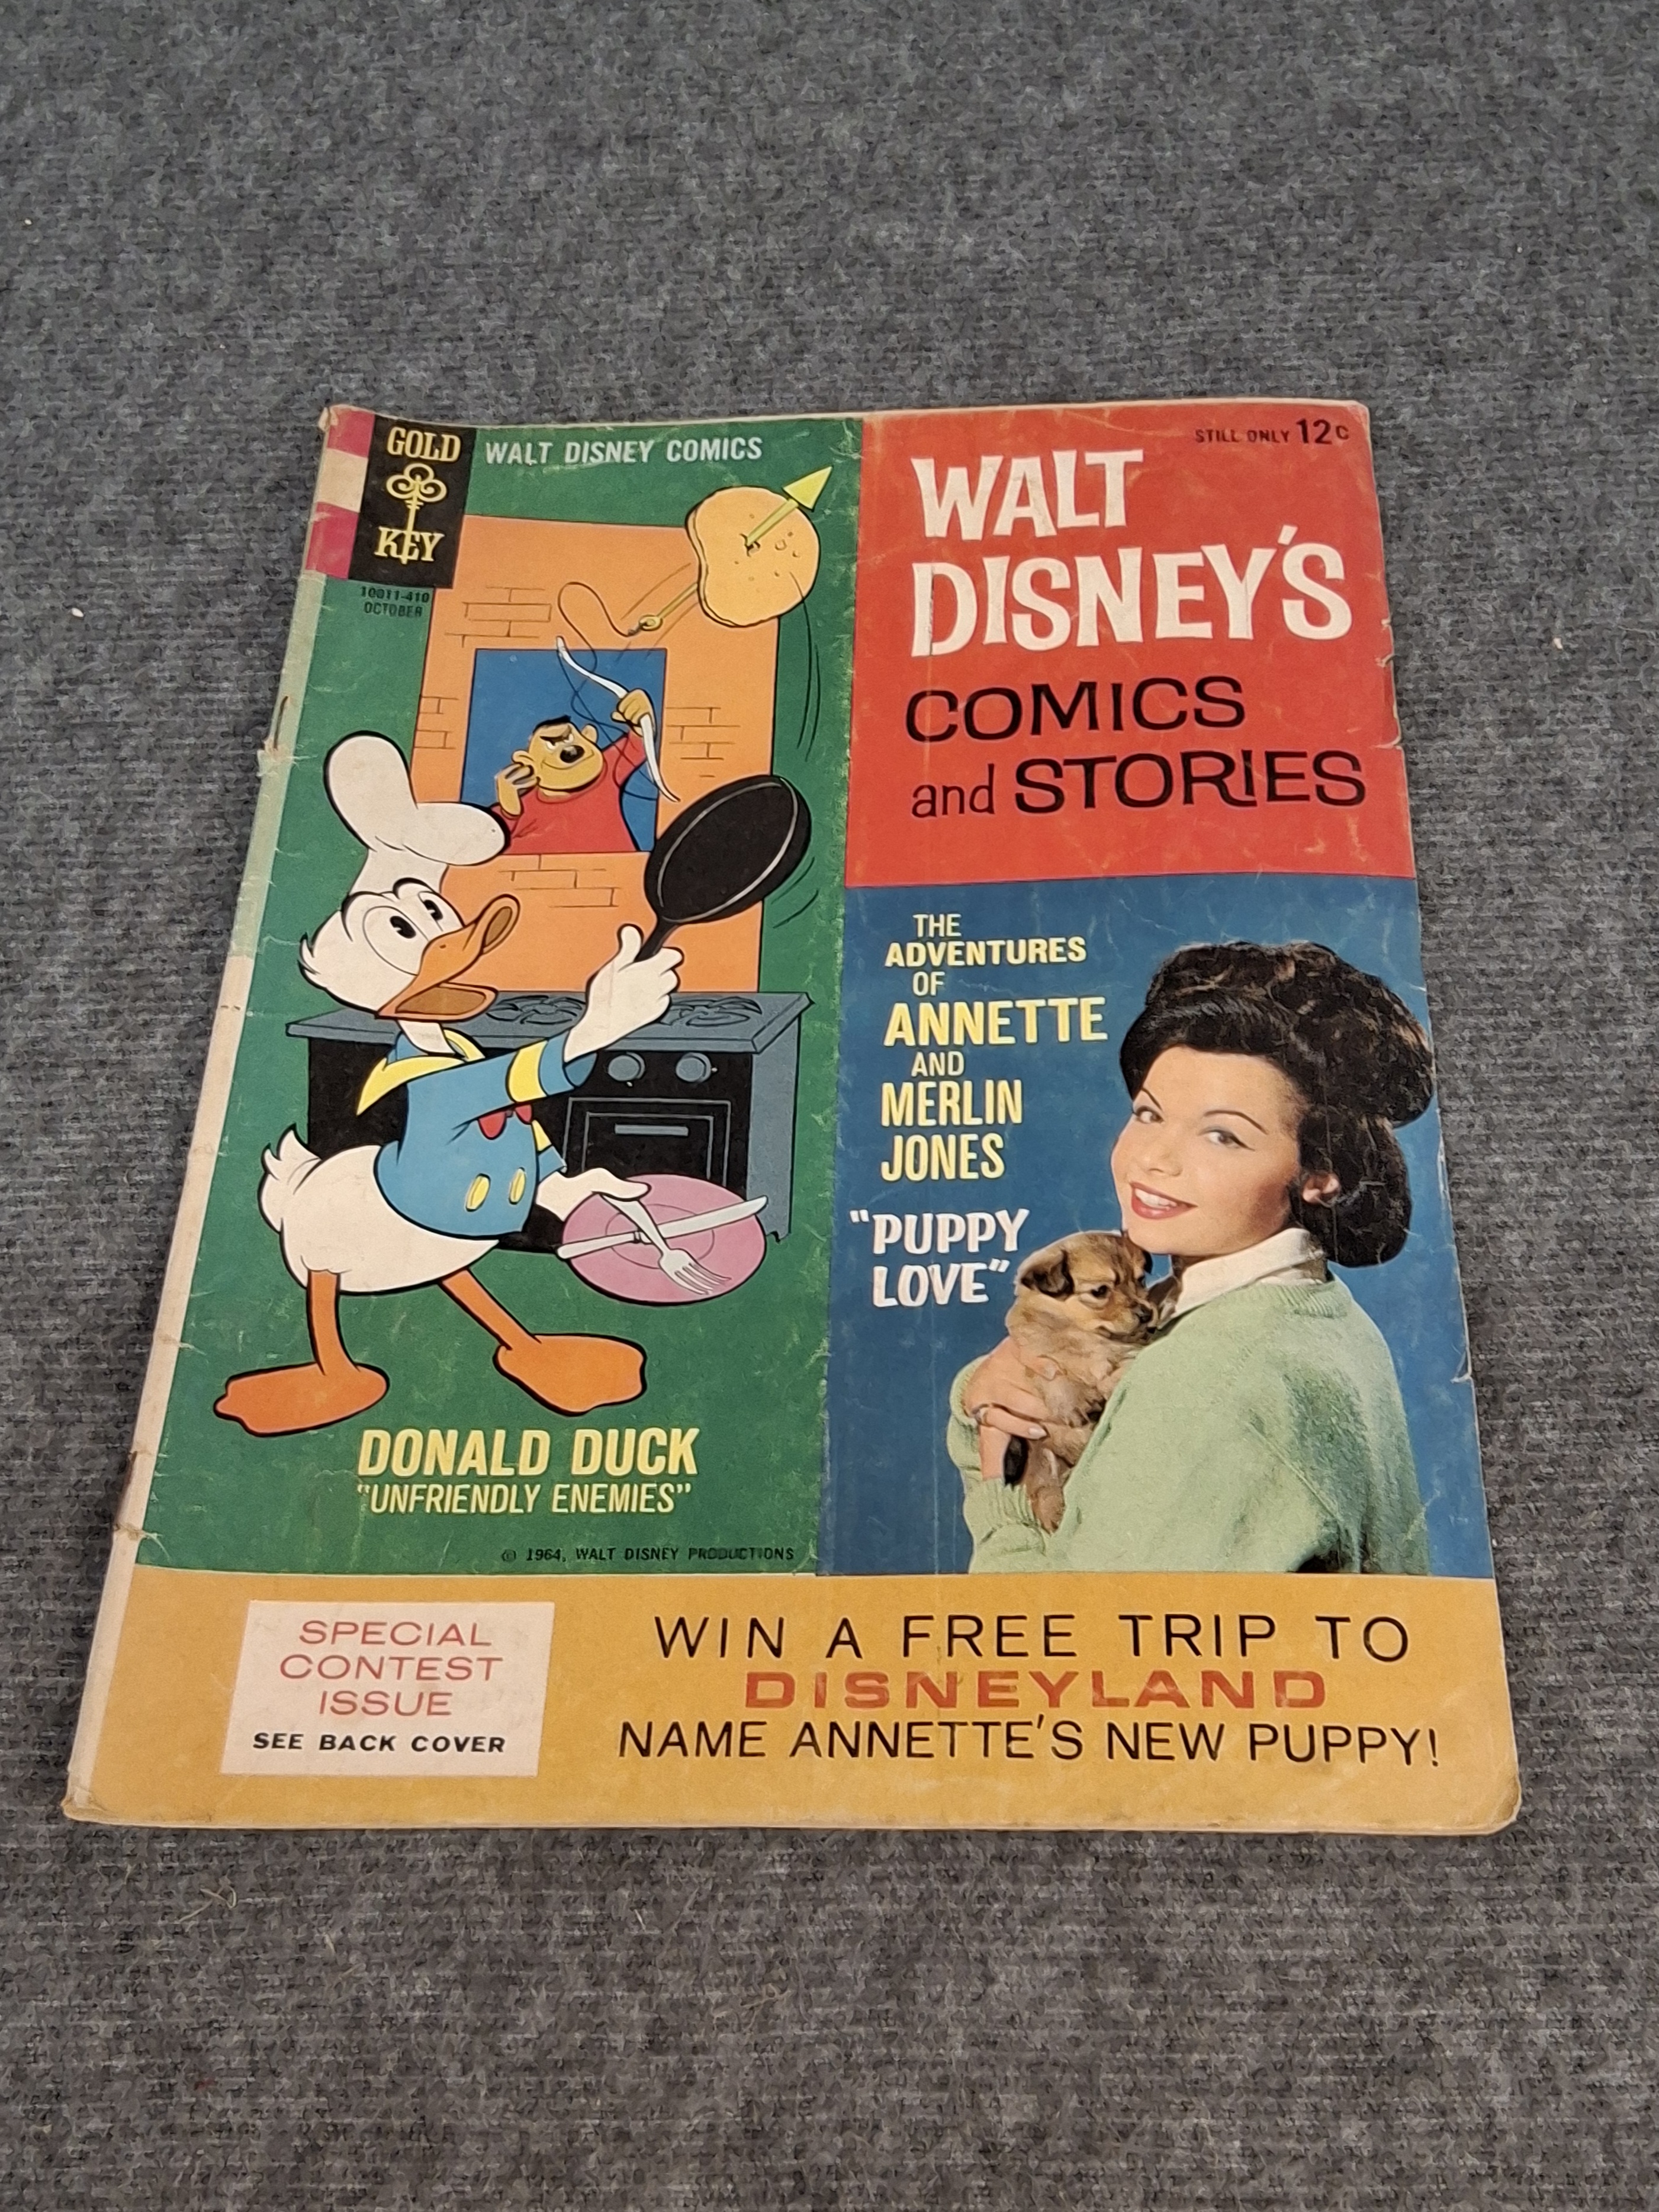 GOLD
KEY
WALT DISNEY COMICS
10011-410
OCTOBER
STILL ONLY 12¢
WALT
DISNEY'S
COMICS
and STORIES
THE
ADVENTURES
OF
ANNETTE
AND
MERLIN
JONES
"PUPPY
LOVE"
DONALD DUCK
"UNFRIENDLY ENEMIES"
© 1964, WALT DISNEY PRODUCTIONS
SPECIAL
CONTEST
ISSUE
SEE BACK COVER
WIN A FREE TRIP TO
DISNEYLAND
NAME ANNETTE'S NEW PUPPY!